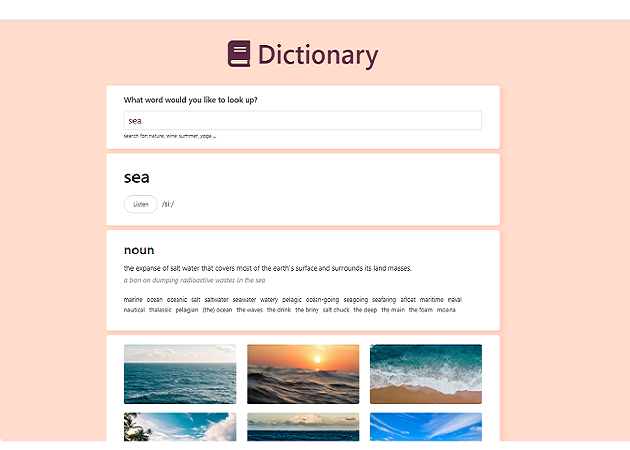 Dictionary
What word would you like to look up?
sea
search for: nature, wine, summer, yoga ...
sea
Listen /si:/
noun
the expanse of salt water that covers most of the earth's surface and surrounds its land masses.
a ban on dumping radioactive wastes in the sea
marine ocean oceanic salt saltwater seawater watery pelagic ocean-going seagoing seafaring afloat maritime naval
nautical thalassic pelagian (the) ocean the waves the drink the briny salt chuck the deep the main the foam moana